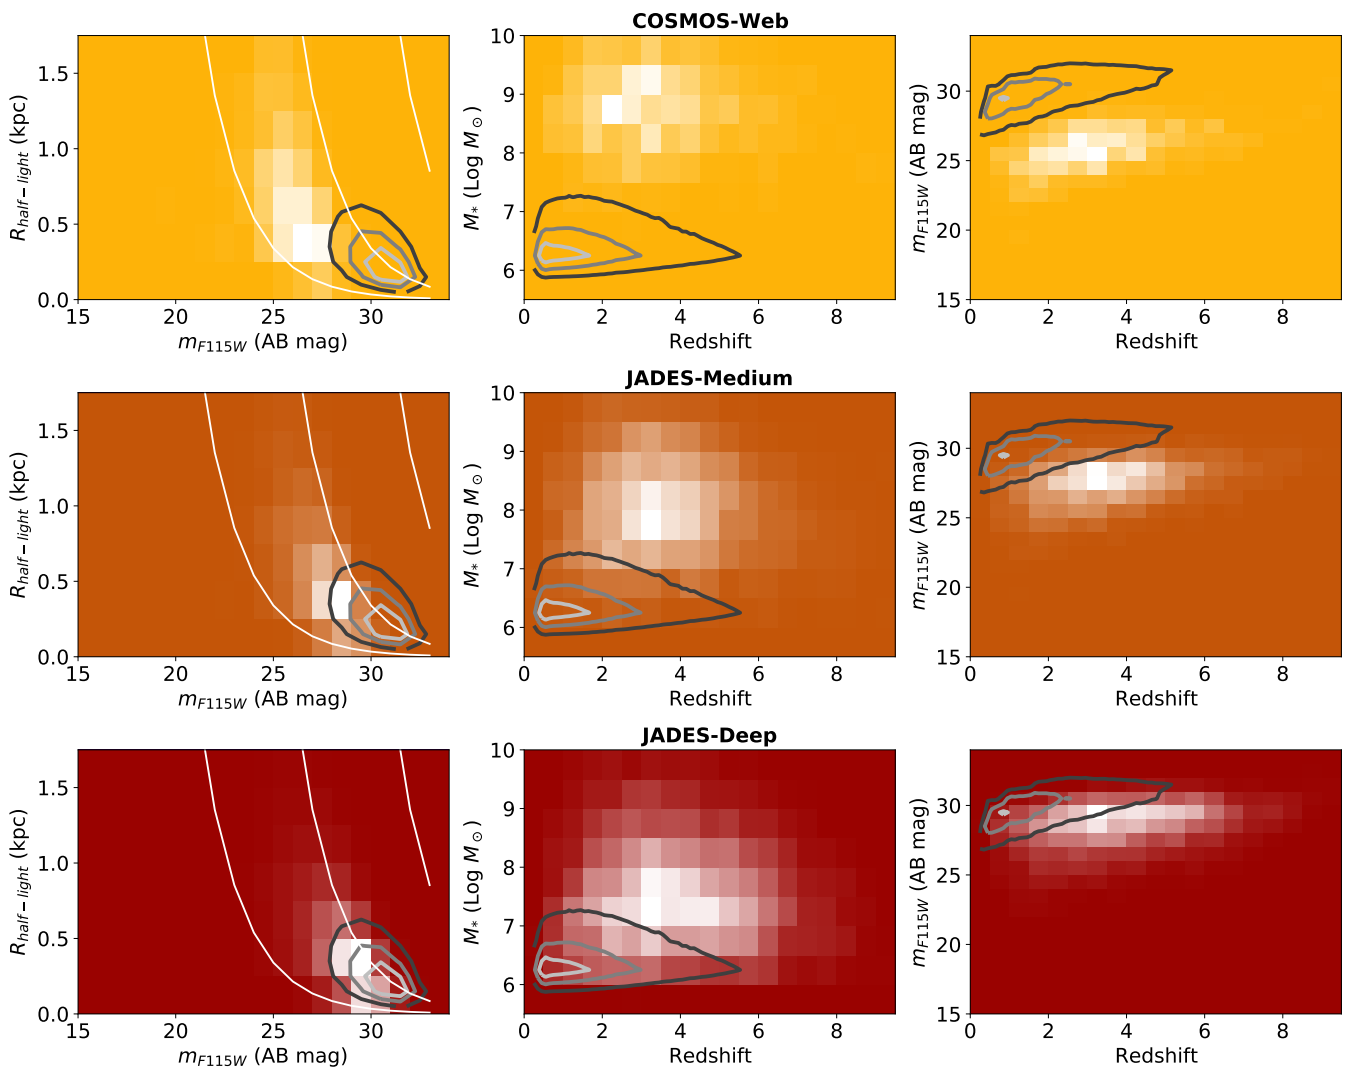 COSMOS-Web
R_half-light (kpc)
1.5
1.0
0.5
0.0
15 20 25 30
m_F115W (AB mag)
M_* (Log M_⊙)
10
9
8
7
6
0 2 4 6 8
Redshift
m_F115W (AB mag)
30
25
20
15
0 2 4 6 8
Redshift
JADES-Medium
R_half-light (kpc)
1.5
1.0
0.5
0.0
15 20 25 30
m_F115W (AB mag)
M_* (Log M_⊙)
10
9
8
7
6
0 2 4 6 8
Redshift
m_F115W (AB mag)
30
25
20
15
0 2 4 6 8
Redshift
JADES-Deep
R_half-light (kpc)
1.5
1.0
0.5
0.0
15 20 25 30
m_F115W (AB mag)
M_* (Log M_⊙)
10
9
8
7
6
0 2 4 6 8
Redshift
m_F115W (AB mag)
30
25
20
15
0 2 4 6 8
Redshift